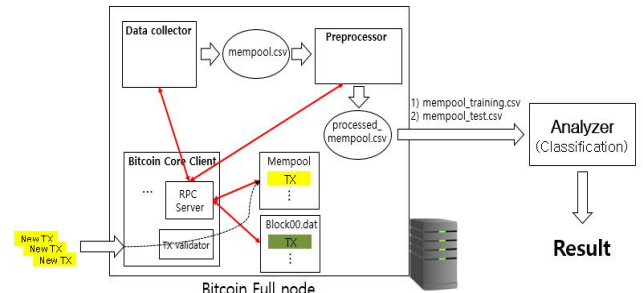 Data collector
mempool.csv
Preprocessor
processed_
mempool.csv
1) mempool_training.csv
2) mempool_test.csv
Analyzer
(Classification)
Result
Bitcoin Core Client
...
RPC
Server
TX validator
Mempool
TX
⋮
Block00.dat
TX
⋮
New TX
New TX
New TX
Bitcoin Full node